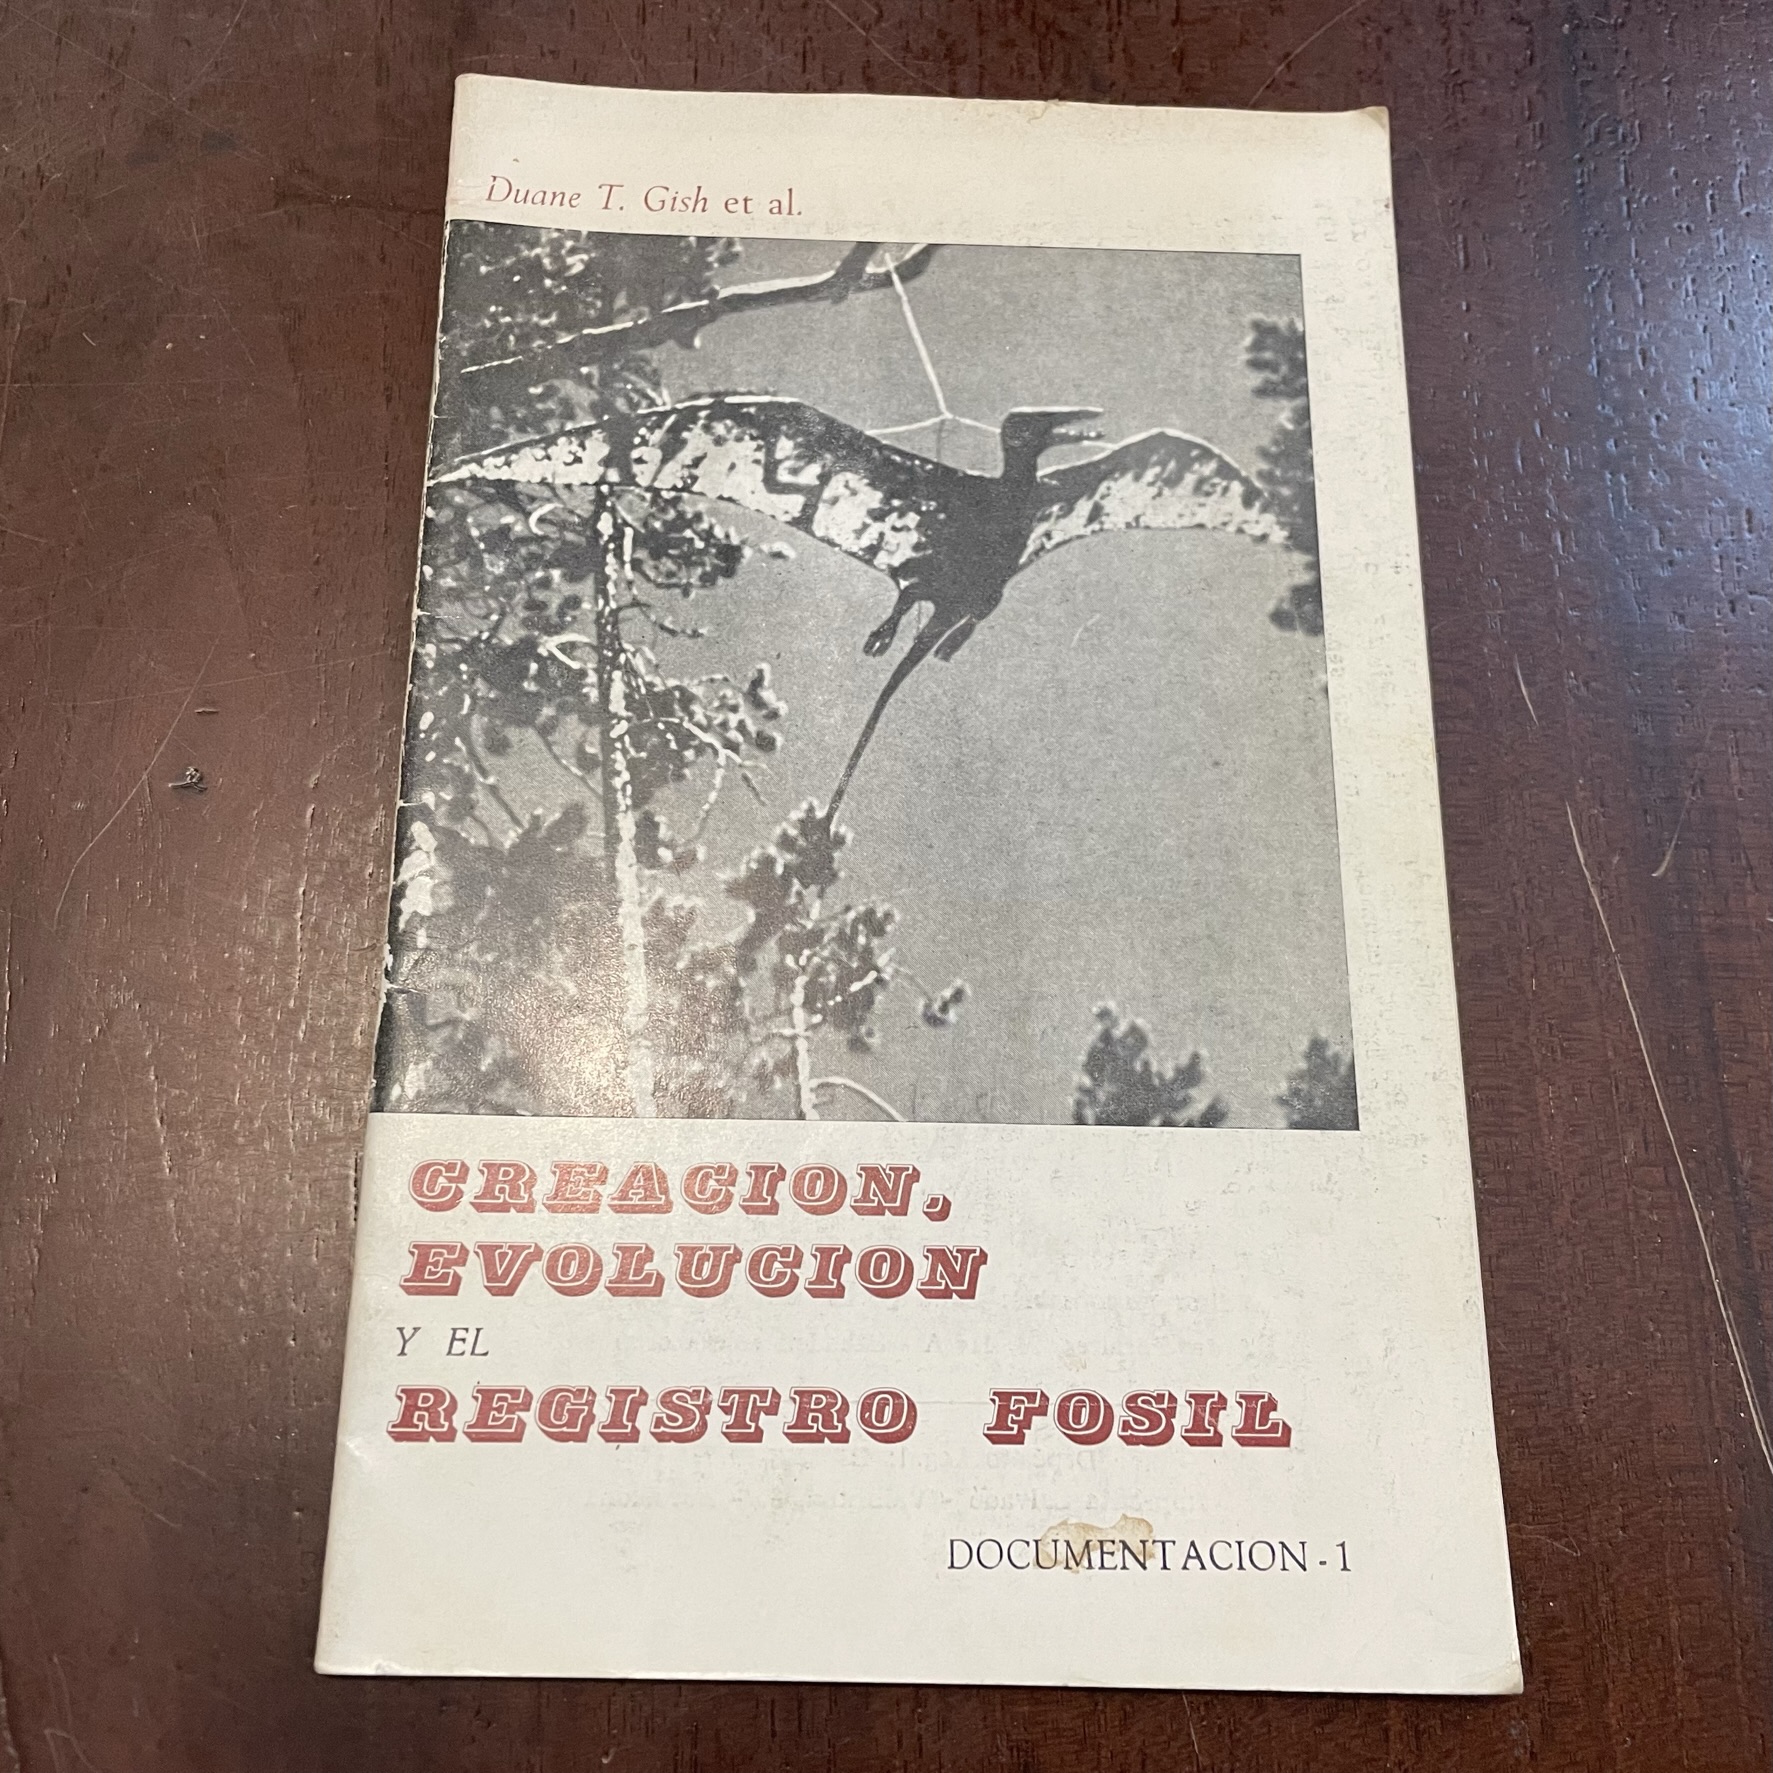 Duane T. Gish et al.
CREACION,
EVOLUCION
Y EL
REGISTRO FOSIL
DOCUMENTACION - 1